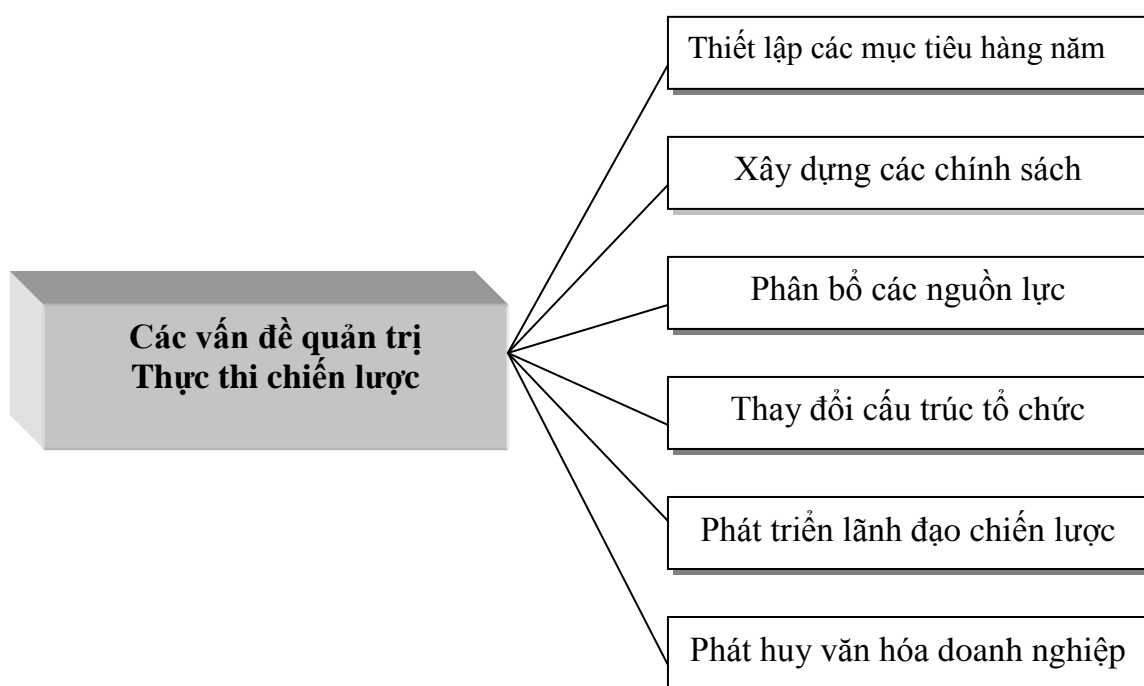 Thiết lập các mục tiêu hàng năm
Xây dựng các chính sách
Phân bổ các nguồn lực
Các vấn đề quản trị
Thực thi chiến lược
Thay đổi cấu trúc tổ chức
Phát triển lãnh đạo chiến lược
Phát huy văn hóa doanh nghiệp